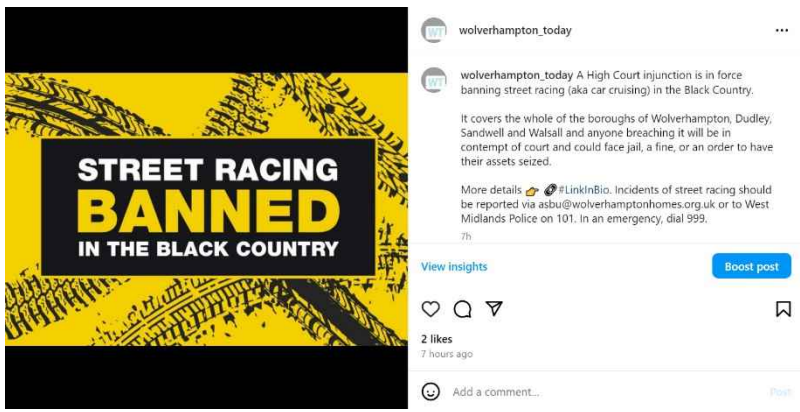 STREET RACING
BANNED
IN THE BLACK COUNTRY
WT
wolverhampton_today
WT
wolverhampton_today A High Court injunction is in force
banning street racing (aka car cruising) in the Black Country.
It covers the whole of the boroughs of Wolverhampton, Dudley,
Sandwell and Walsall and anyone breaching it will be in
contempt of court and could face jail, a fine, or an order to have
their assets seized.
More details 👉 🔗 #LinkInBio. Incidents of street racing should
be reported via asbu@wolverhamptonhomes.org.uk or to West
Midlands Police on 101. In an emergency, dial 999.
7h
View insights
Boost post
2 likes
7 hours ago
Add a comment...
Post